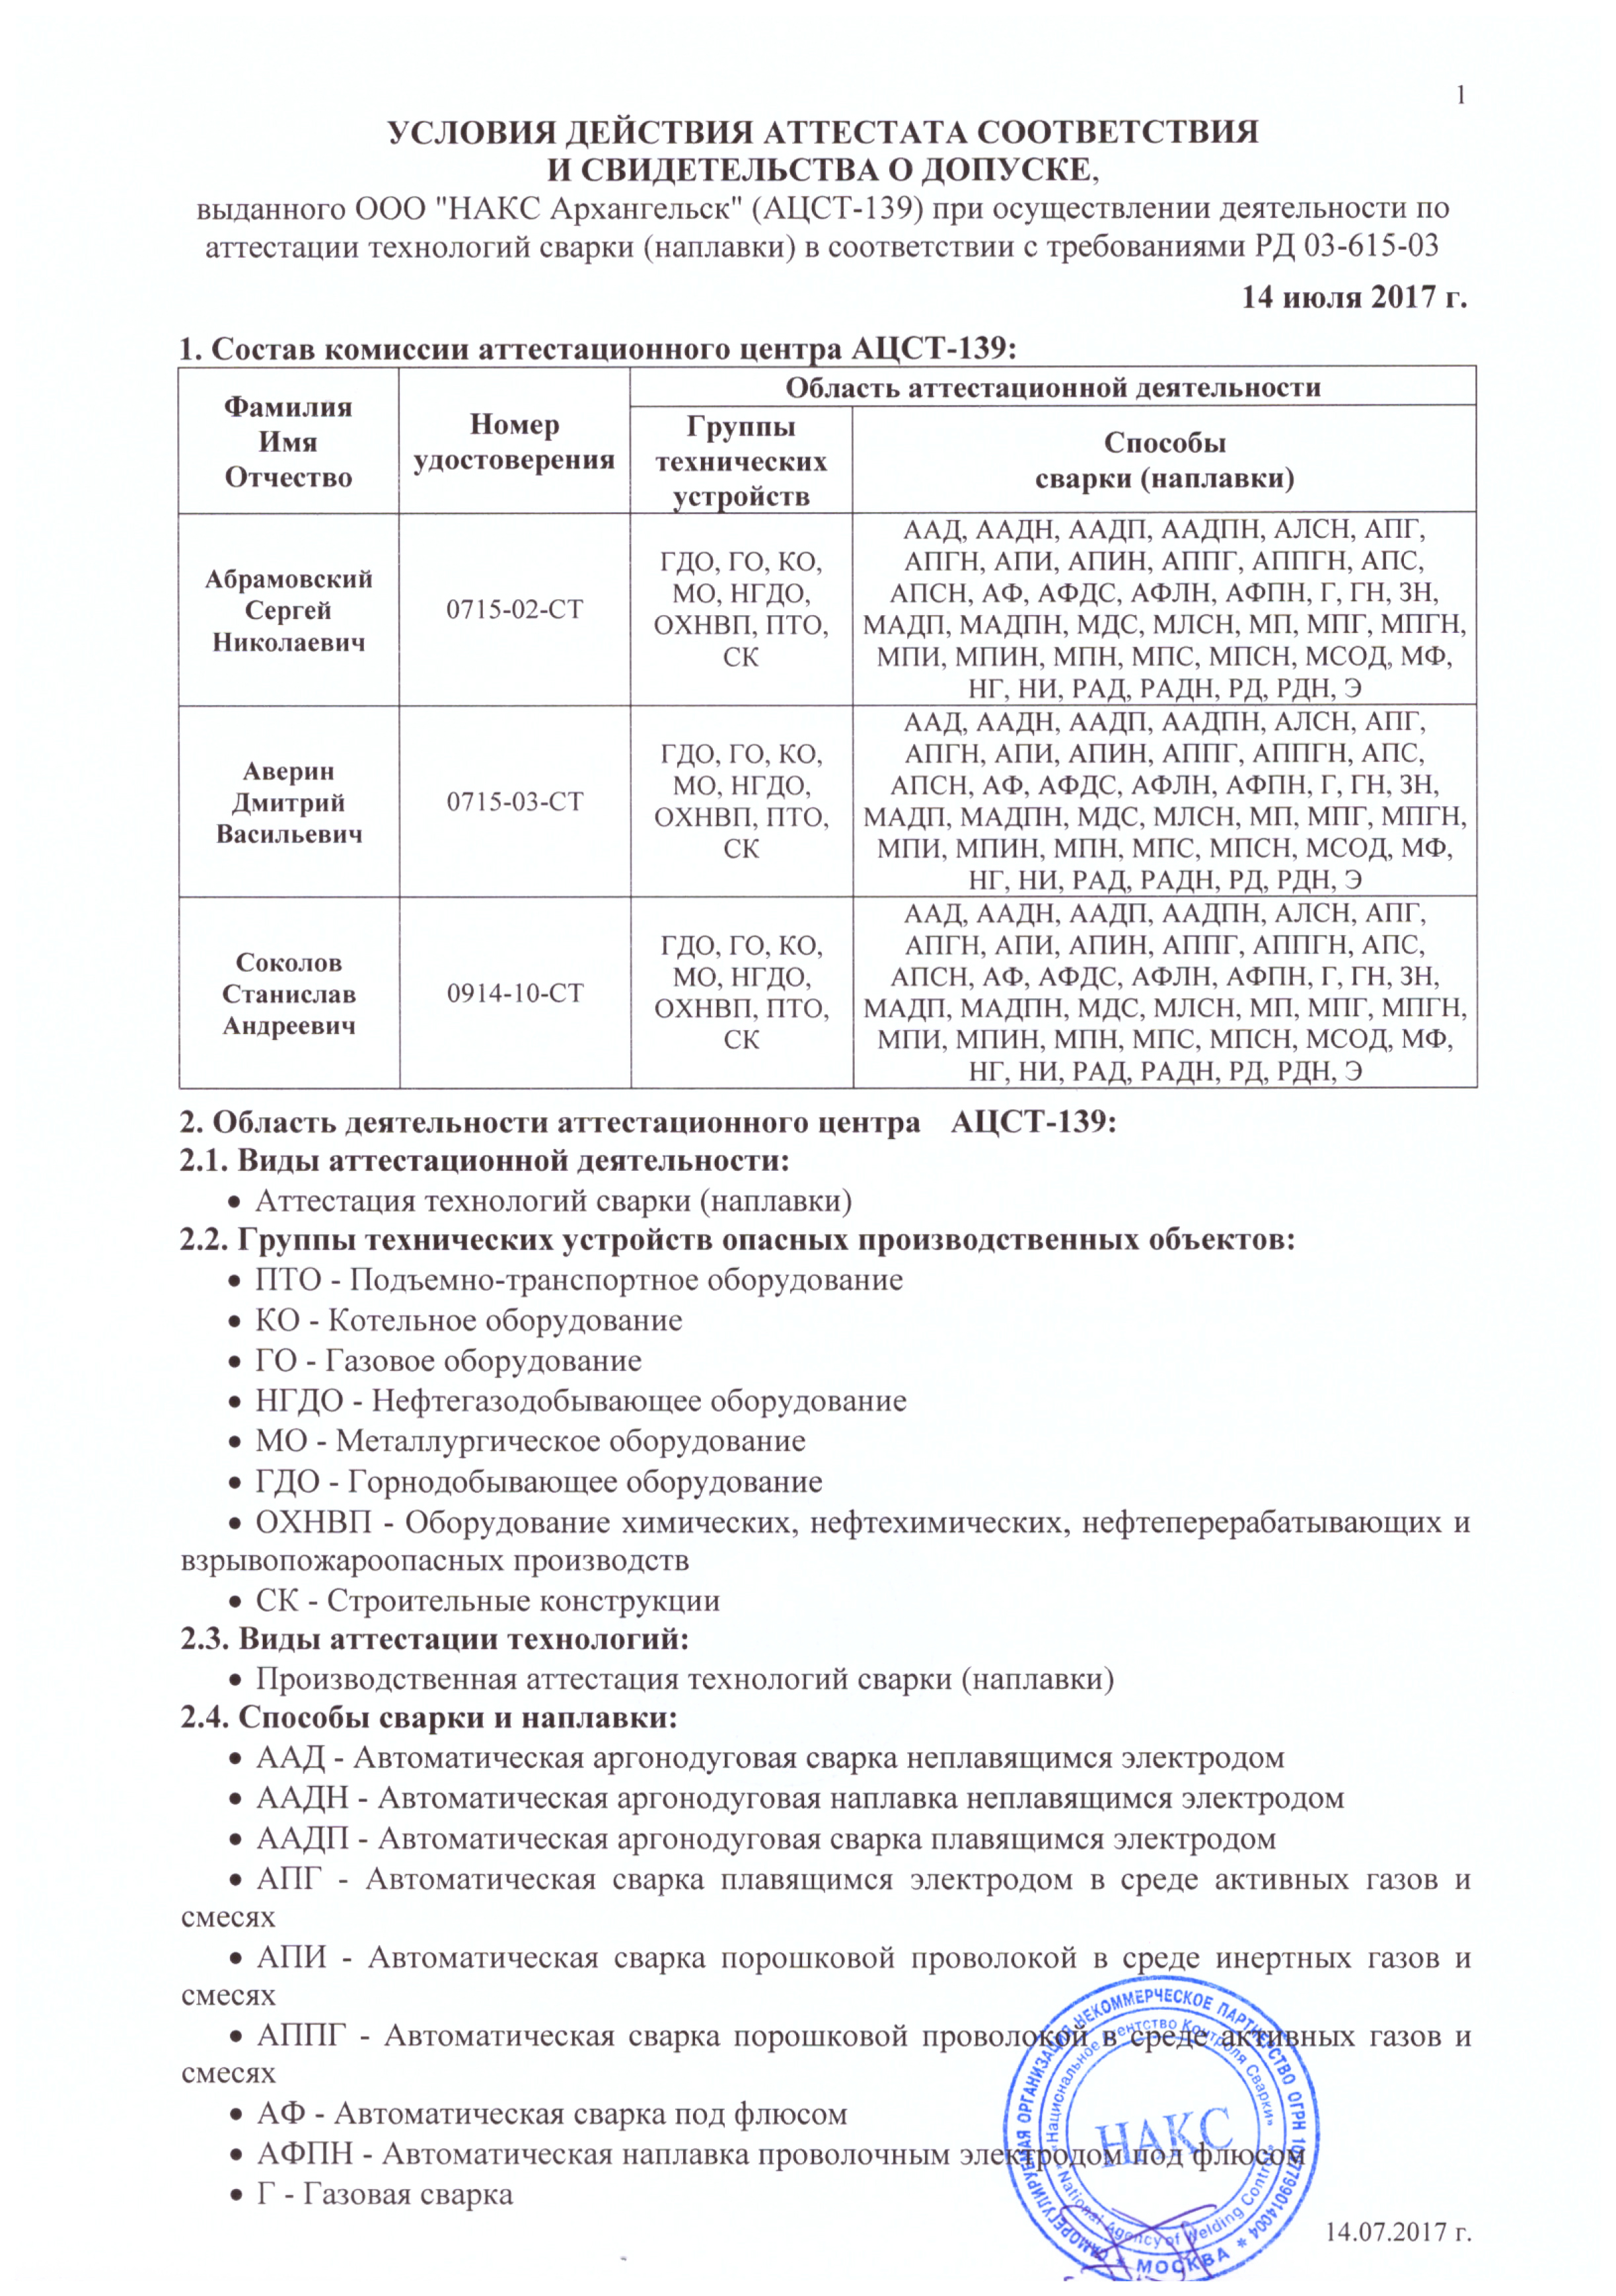 1
УСЛОВИЯ ДЕЙСТВИЯ АТТЕСТАТА СООТВЕТСТВИЯ
И СВИДЕТЕЛЬСТВА О ДОПУСКЕ,
выданного ООО "НАКС Архангельск" (АЦСТ-139) при осуществлении деятельности по
аттестации технологий сварки (наплавки) в соответствии с требованиями РД 03-615-03
14 июля 2017 г.
1. Состав комиссии аттестационного центра АЦСТ-139:
Фамилия
Имя
Отчество
Номер
удостоверения
Область аттестационной деятельности
Группы
технических
устройств
Способы
сварки (наплавки)
Абрамовский
Сергей
Николаевич
0715-02-СТ
ГДО, ГО, КО,
МО, НГДО,
ОХНВП, ПТО,
СК
ААД, ААДН, ААДП, ААДПН, АЛСН, АПГ,
АПГН, АПИ, АПИН, АППГ, АППГН, АПС,
АПСН, АФ, АФДС, АФЛН, АФПН, Г, ГН, ЗН,
МАДП, МАДПН, МДС, МЛСН, МП, МПГ, МПГН,
МПИ, МПИН, МПН, МПС, МПСН, МСОД, МФ,
НГ, НИ, РАД, РАДН, РД, РДН, Э
Аверин
Дмитрий
Васильевич
0715-03-СТ
ГДО, ГО, КО,
МО, НГДО,
ОХНВП, ПТО,
СК
ААД, ААДН, ААДП, ААДПН, АЛСН, АПГ,
АПГН, АПИ, АПИН, АППГ, АППГН, АПС,
АПСН, АФ, АФДС, АФЛН, АФПН, Г, ГН, ЗН,
МАДП, МАДПН, МДС, МЛСН, МП, МПГ, МПГН,
МПИ, МПИН, МПН, МПС, МПСН, МСОД, МФ,
НГ, НИ, РАД, РАДН, РД, РДН, Э
Соколов
Станислав
Андреевич
0914-10-СТ
ГДО, ГО, КО,
МО, НГДО,
ОХНВП, ПТО,
СК
ААД, ААДН, ААДП, ААДПН, АЛСН, АПГ,
АПГН, АПИ, АПИН, АППГ, АППГН, АПС,
АПСН, АФ, АФДС, АФЛН, АФПН, Г, ГН, ЗН,
МАДП, МАДПН, МДС, МЛСН, МП, МПГ, МПГН,
МПИ, МПИН, МПН, МПС, МПСН, МСОД, МФ,
НГ, НИ, РАД, РАДН, РД, РДН, Э
2. Область деятельности аттестационного центра АЦСТ-139:
2.1. Виды аттестационной деятельности:
• Аттестация технологий сварки (наплавки)
2.2. Группы технических устройств опасных производственных объектов:
• ПТО - Подъемно-транспортное оборудование
• КО - Котельное оборудование
• ГО - Газовое оборудование
• НГДО - Нефтегазодобывающее оборудование
• МО - Металлургическое оборудование
• ГДО - Горнодобывающее оборудование
• ОХНВП - Оборудование химических, нефтехимических, нефтеперерабатывающих и
взрывопожароопасных производств
• СК - Строительные конструкции
2.3. Виды аттестации технологий:
• Производственная аттестация технологий сварки (наплавки)
2.4. Способы сварки и наплавки:
• ААД - Автоматическая аргонодуговая сварка неплавящимся электродом
• ААДН - Автоматическая аргонодуговая наплавка неплавящимся электродом
• ААДП - Автоматическая аргонодуговая сварка плавящимся электродом
• АПГ - Автоматическая сварка плавящимся электродом в среде активных газов и
смесях
• АПИ - Автоматическая сварка порошковой проволокой в среде инертных газов и
смесях
• АППГ - Автоматическая сварка порошковой проволокой в среде активных газов и
смесях
• АФ - Автоматическая сварка под флюсом
• АФПН - Автоматическая наплавка проволочным электродом под флюсом
• Г - Газовая сварка
САМОРЕГУЛИРУЕМАЯ ОРГАНИЗАЦИЯ НЕКОММЕРЧЕСКОЕ ПАРТНЕРСТВО ОГРН 1027799014004 * МОСКВА *
«Национальное Агентство Контроля Сварки»
«National Agency of Welding Control»
НАКС
14.07.2017 г.